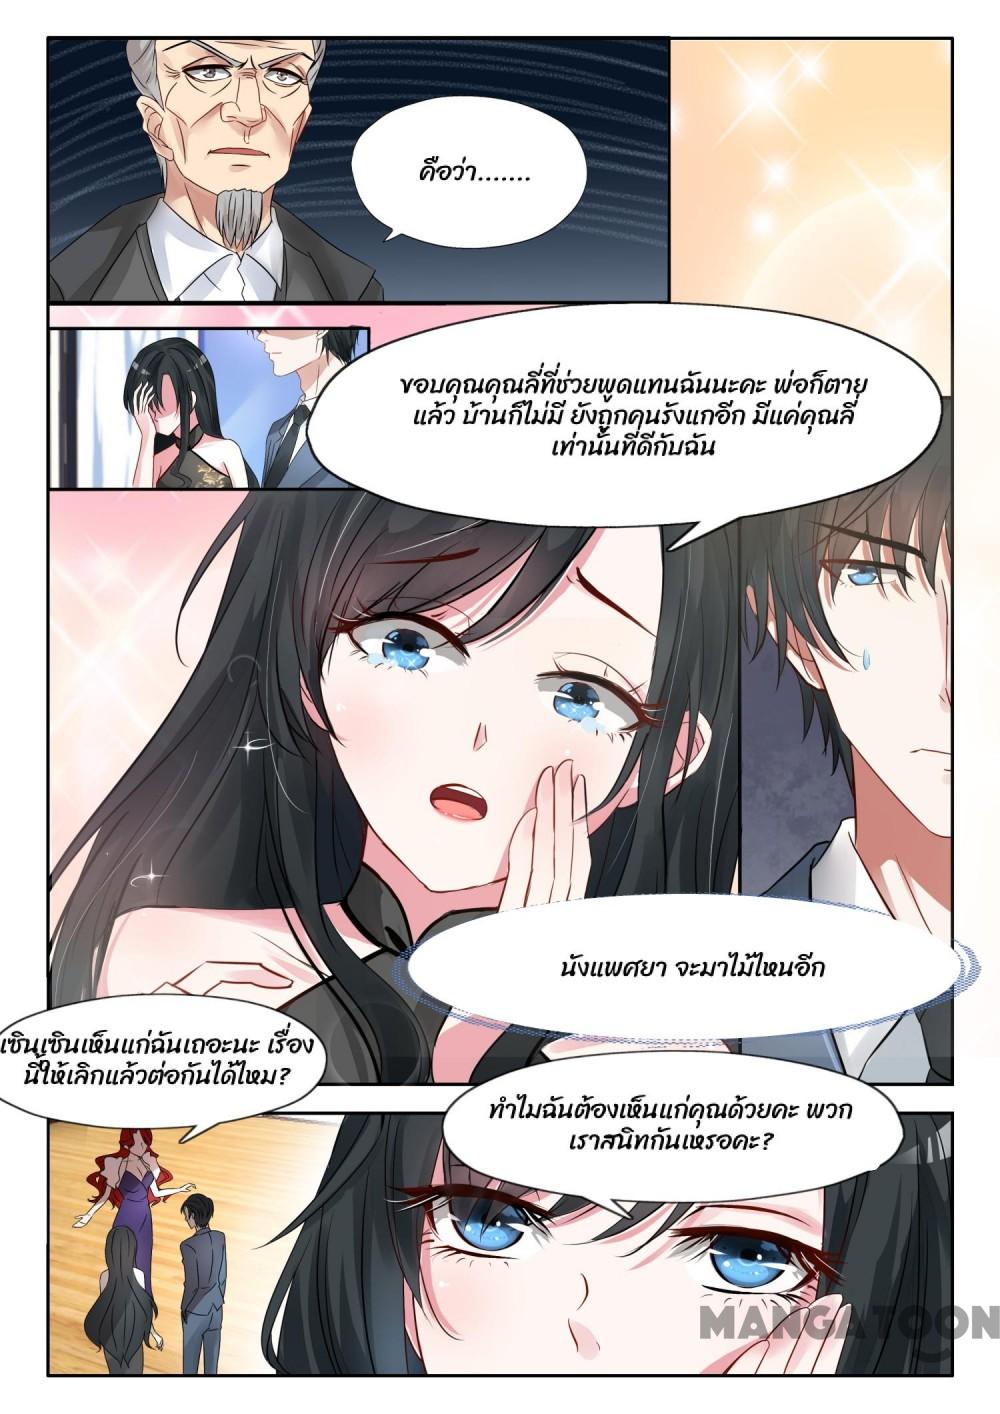 คือว่า.......
ขอบคุณคุณลี่ที่ช่วยพูดแทนฉันนะคะ พ่อก็ตาย
แล้ว บ้านก็ไม่มี ยังถูกคนรังแกอีก มีแค่คุณลี่
เท่านั้นที่ดีกับฉัน
นังแพศยา จะมาไม้ไหนอีก
เซินเซินเห็นแก่ฉันเถอะนะ เรื่อง
นี้ให้เลิกแล้วต่อกันได้ไหม?
ทำไมฉันต้องเห็นแก่คุณด้วยคะ พวก
เราสนิทกันเหรอคะ?
MANGATOON